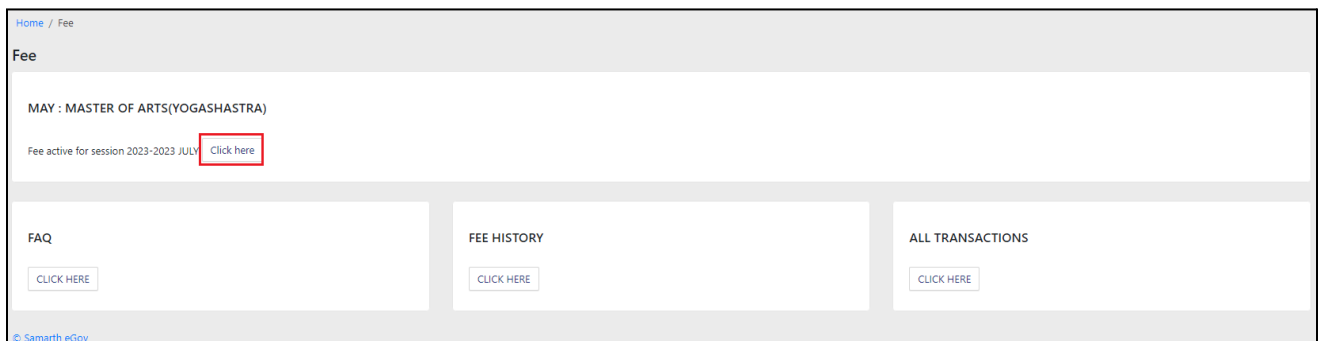 Home / Fee
Fee
MAY : MASTER OF ARTS(YOGASHASTRA)
Fee active for session 2023-2023 JULY Click here
FAQ
CLICK HERE
FEE HISTORY
CLICK HERE
ALL TRANSACTIONS
CLICK HERE
© Samarth eGov